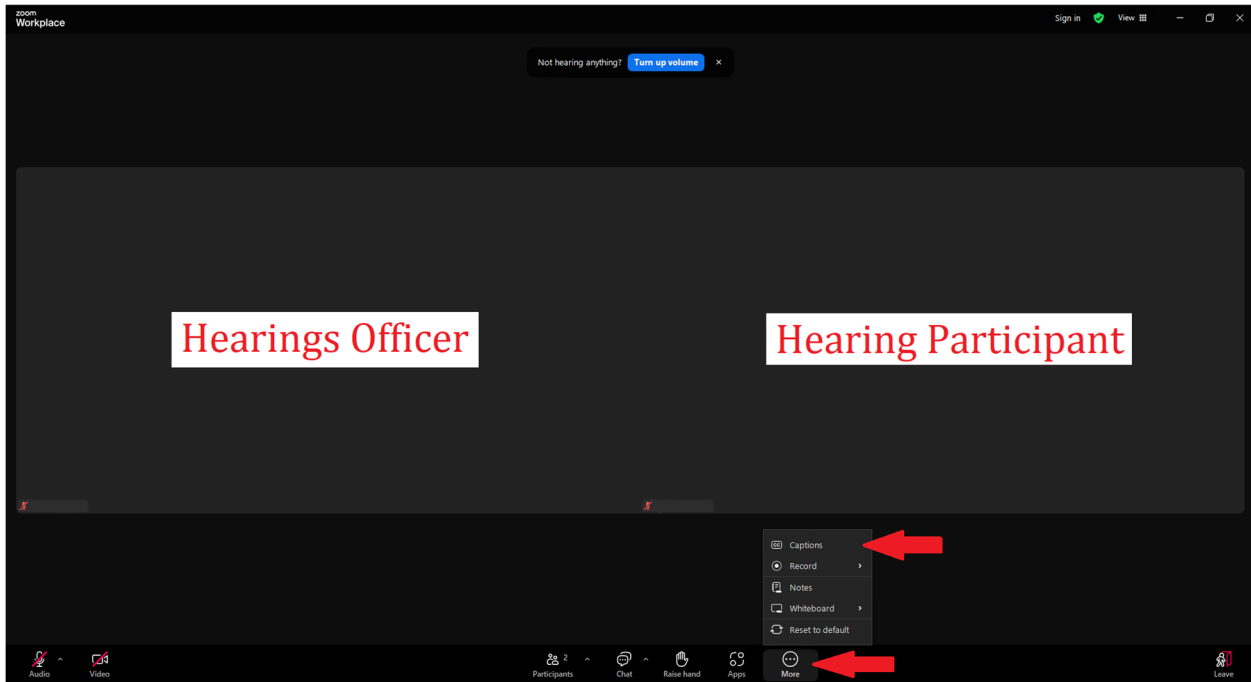 zoom
Workplace
Sign in
View
Not hearing anything? Turn up volume
Hearings Officer
Hearing Participant
CC Captions
Record
Notes
Whiteboard
Reset to default
Audio
Video
Participants 2
Chat
Raise hand
Apps
More
Leave